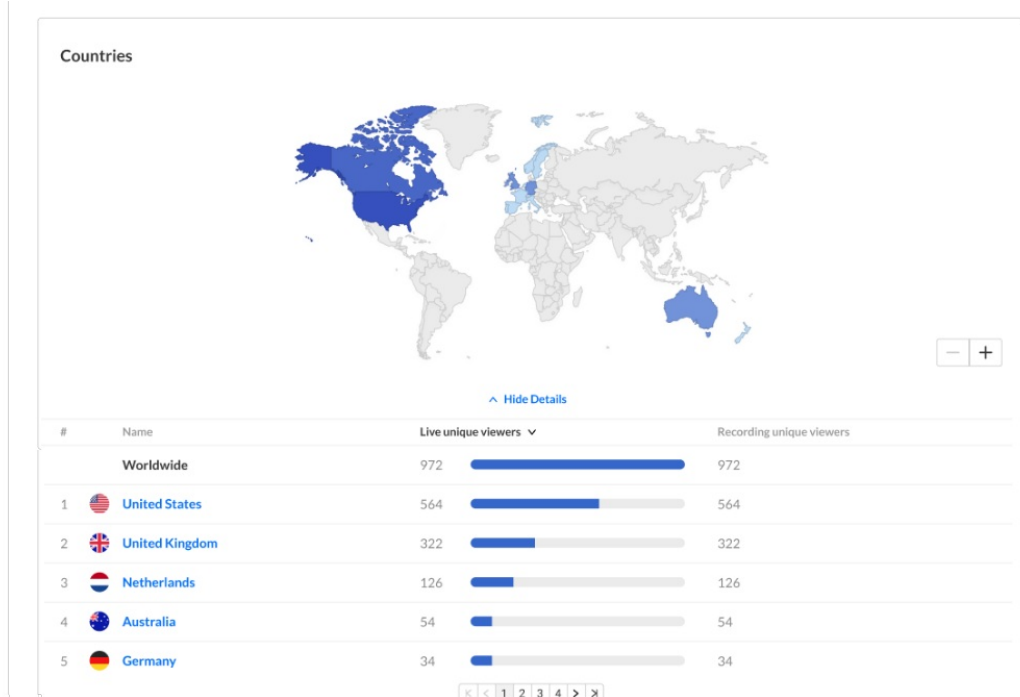 Countries
Hide Details
# Name Live unique viewers Recording unique viewers
Worldwide 972 972
1 United States 564 564
2 United Kingdom 322 322
3 Netherlands 126 126
4 Australia 54 54
5 Germany 34 34
1 2 3 4